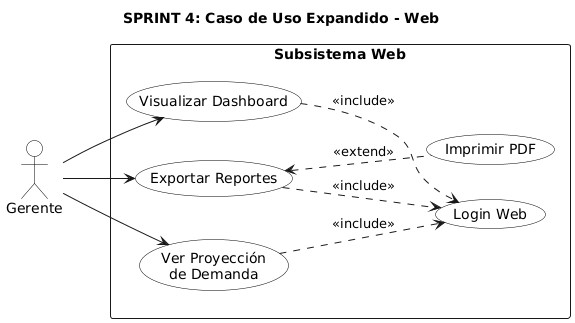 SPRINT 4: Caso de Uso Expandido - Web
Subsistema Web
Visualizar Dashboard
«include»
«extend»
Imprimir PDF
Exportar Reportes
«include»
Gerente
Login Web
«include»
Ver Proyección
de Demanda